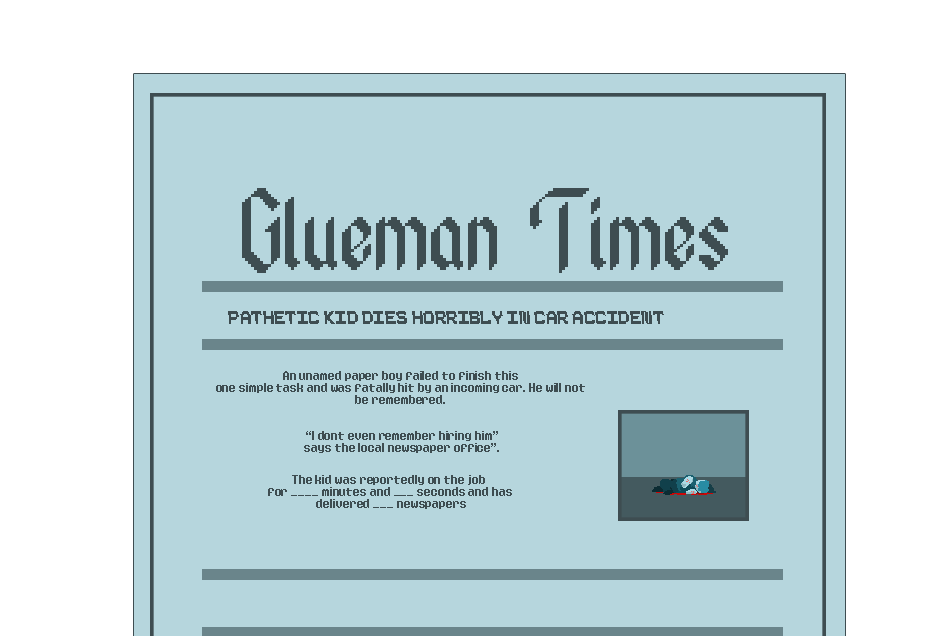 Glueman Times
PATHETIC KID DIES HORRIBLY IN CAR ACCIDENT
An unamed paper boy failed to finish this
one simple task and was fatally hit by an incoming car. He will not
be remembered.
“I dont even remember hiring him”
says the local newspaper office”.
The kid was reportedly on the job
for ____ minutes and ___ seconds and has
delivered ___ newspapers